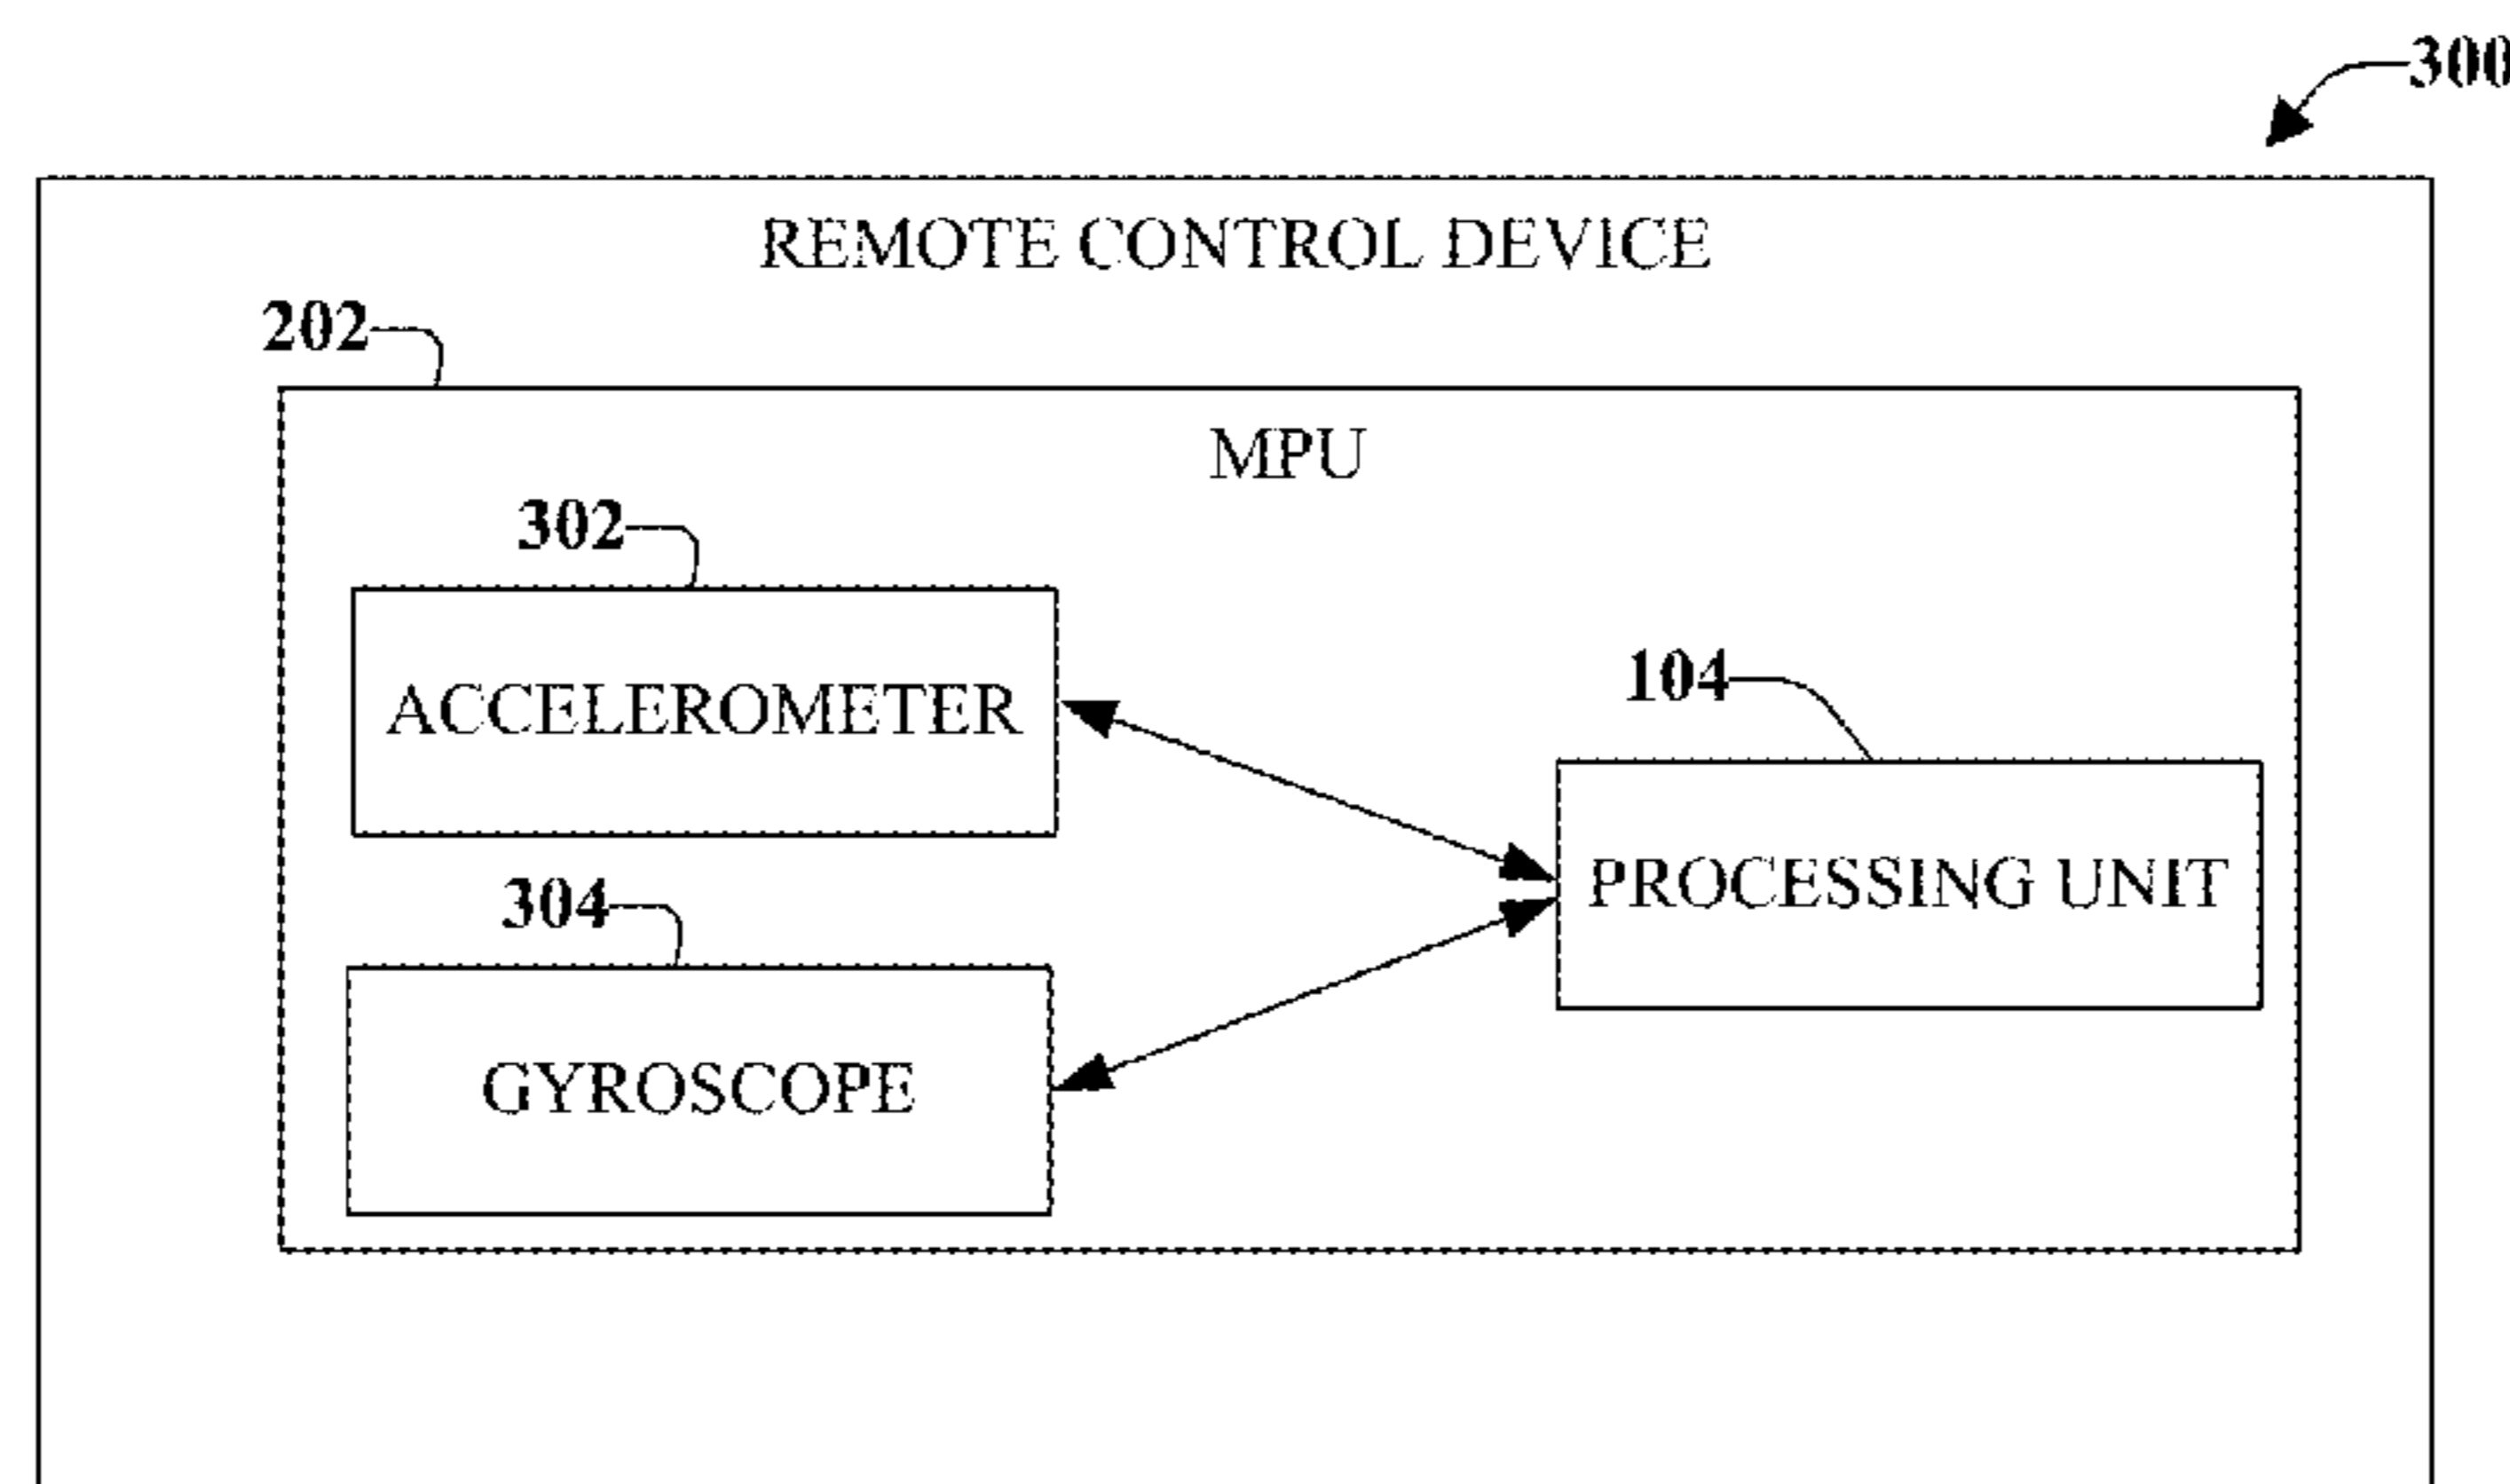 300
REMOTE CONTROL DEVICE
202
MPU
302
ACCELEROMETER
104
PROCESSING UNIT
304
GYROSCOPE